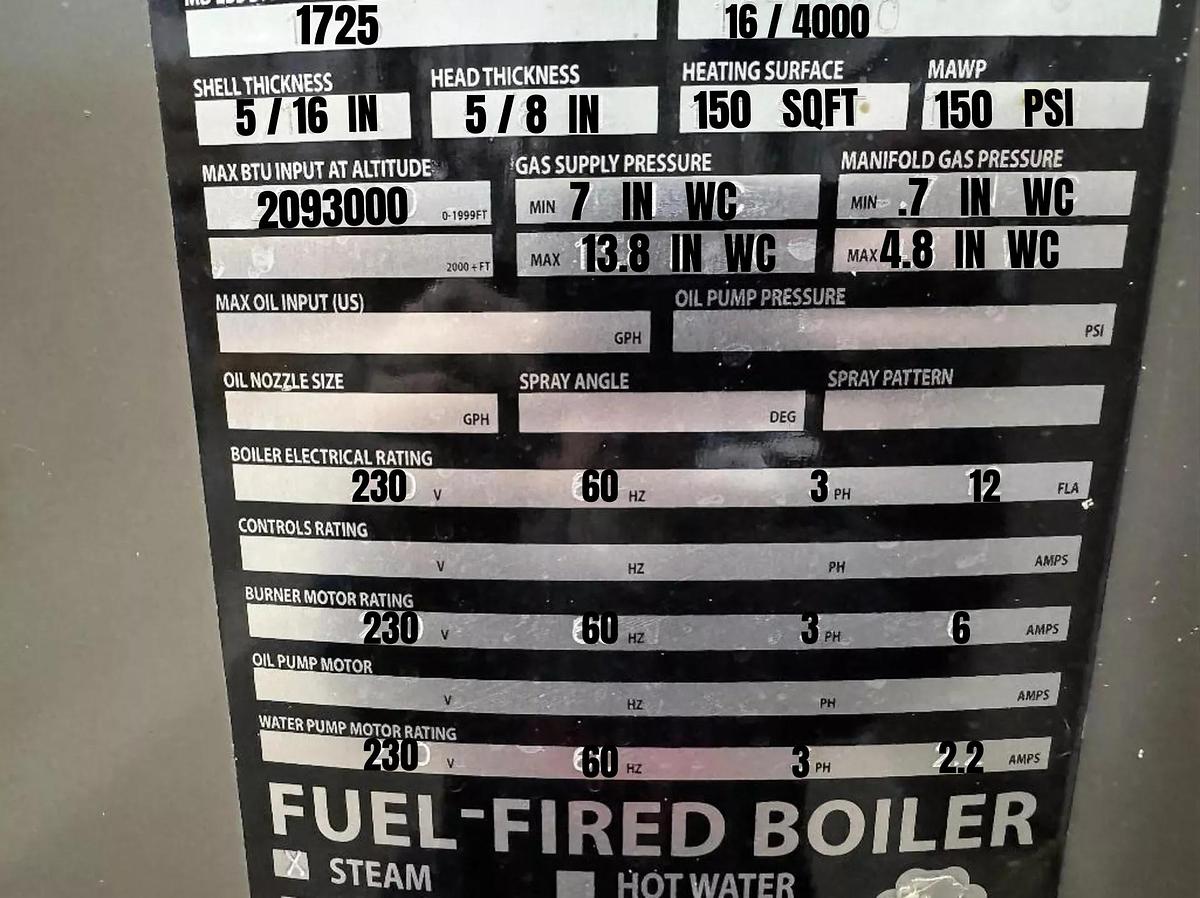 1725 16 / 4000
SHELL THICKNESS HEAD THICKNESS HEATING SURFACE MAWP
5 / 16 IN 5 / 8 IN 150 SQFT 150 PSI
MAX BTU INPUT AT ALTITUDE GAS SUPPLY PRESSURE MANIFOLD GAS PRESSURE
2093000 0-1999FT MIN 7 IN WC MIN .7 IN WC
2000+FT MAX 13.8 IN WC MAX 4.8 IN WC
MAX OIL INPUT (US) OIL PUMP PRESSURE
GPH PSI
OIL NOZZLE SIZE SPRAY ANGLE SPRAY PATTERN
GPH DEG
BOILER ELECTRICAL RATING
230 V 60 HZ 3 PH 12 FLA
CONTROLS RATING
V HZ PH AMPS
BURNER MOTOR RATING
230 V 60 HZ 3 PH 6 AMPS
OIL PUMP MOTOR
V HZ PH AMPS
WATER PUMP MOTOR RATING
230 V 60 HZ 3 PH 2.2 AMPS
FUEL-FIRED BOILER
X STEAM HOT WATER